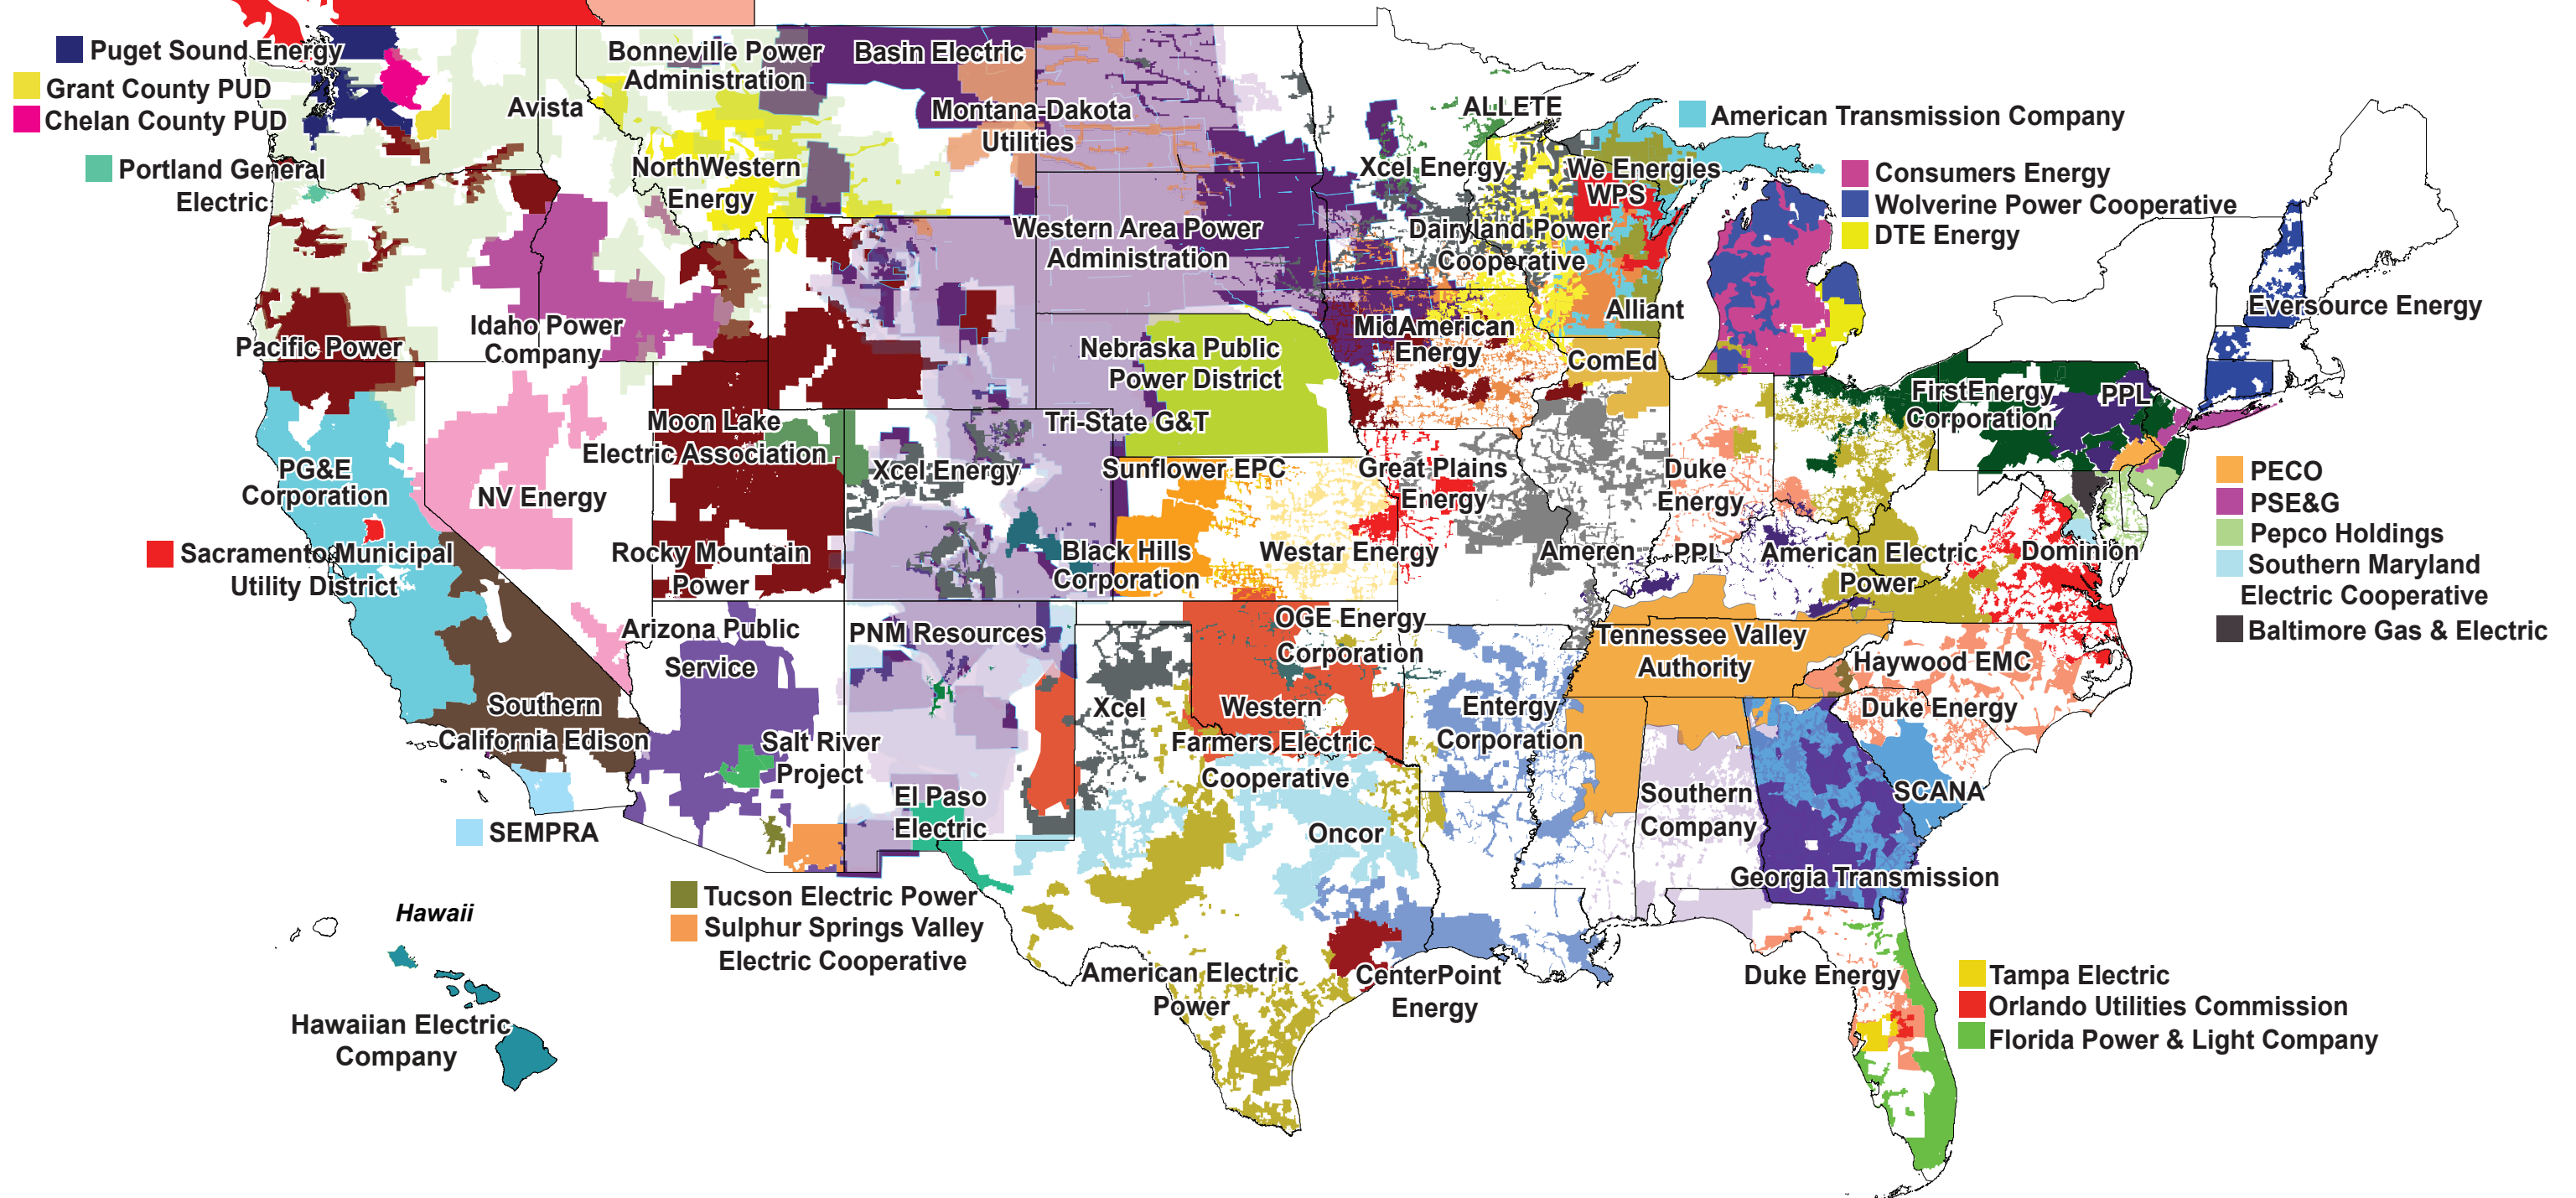 Puget Sound Energy
Grant County PUD
Chelan County PUD
Portland General
Electric
Avista
Bonneville Power
Administration
Basin Electric
Montana-Dakota
Utilities
NorthWestern
Energy
ALLETE
American Transmission Company
Xcel Energy
We Energies
WPS
Consumers Energy
Wolverine Power Cooperative
DTE Energy
Western Area Power
Administration
Dairyland Power
Cooperative
Alliant
Eversource Energy
Pacific Power
Idaho Power
Company
Nebraska Public
Power District
MidAmerican
Energy
ComEd
FirstEnergy
Corporation
PPL
Moon Lake
Electric Association
Tri-State G&T
PG&E
Corporation
NV Energy
Xcel Energy
Sunflower EPC
Great Plains
Energy
Duke
Energy
PECO
PSE&G
Pepco Holdings
Southern Maryland
Electric Cooperative
Baltimore Gas & Electric
Sacramento Municipal
Utility District
Rocky Mountain
Power
Black Hills
Corporation
Westar Energy
Ameren
PPL
American Electric
Power
Dominion
Arizona Public
Service
PNM Resources
OGE Energy
Corporation
Tennessee Valley
Authority
Haywood EMC
Southern
California Edison
Xcel
Western
Farmers Electric
Cooperative
Entergy
Corporation
Duke Energy
Salt River
Project
El Paso
Electric
Oncor
Southern
Company
SCANA
SEMPRA
Georgia Transmission
Tucson Electric Power
Sulphur Springs Valley
Electric Cooperative
Hawaii
Hawaiian Electric
Company
American Electric
Power
CenterPoint
Energy
Duke Energy
Tampa Electric
Orlando Utilities Commission
Florida Power & Light Company